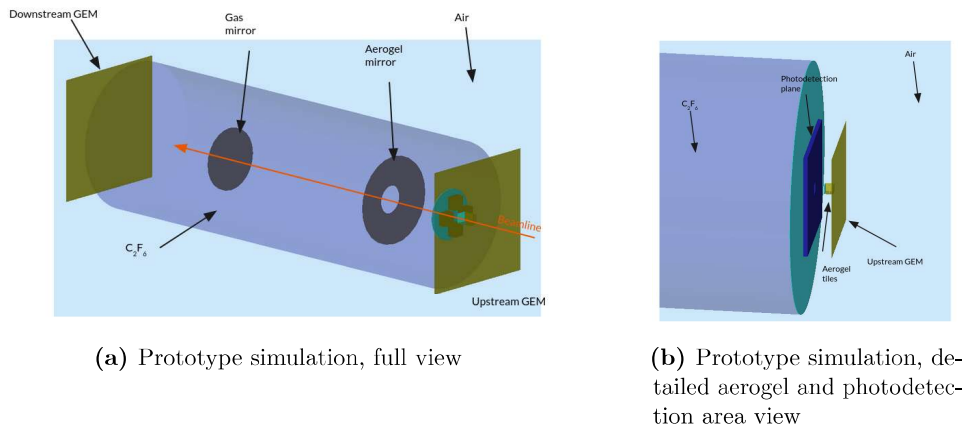 Downstream GEM
Gas
mirror
Aerogel
mirror
Air
Beamline
C₂F₆
Upstream GEM
(a) Prototype simulation, full view
Air
Photodetection
plane
C₂F₆
Aerogel
tiles
Upstream GEM
(b) Prototype simulation, de-
tailed aerogel and photodetec-
tion area view